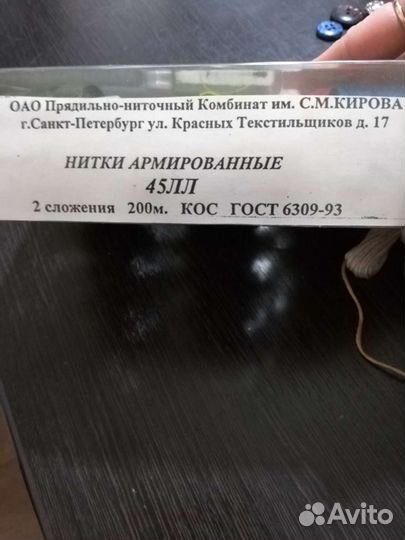 ОАО Прядильно-ниточный Комбинат им. С.М.КИРОВА
г.Санкт-Петербург ул. Красных Текстильщиков д. 17
НИТКИ АРМИРОВАННЫЕ
45ЛЛ
2 сложения 200м. КОС ГОСТ 6309-93
Avito